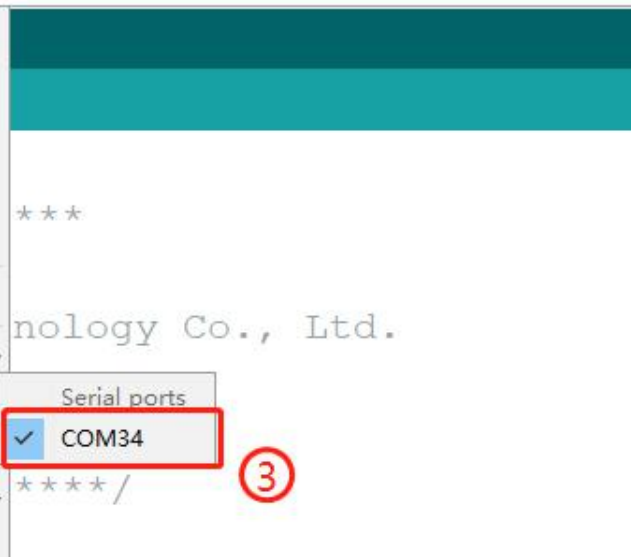 ***
nology Co., Ltd.
Serial ports
COM34
③
****/